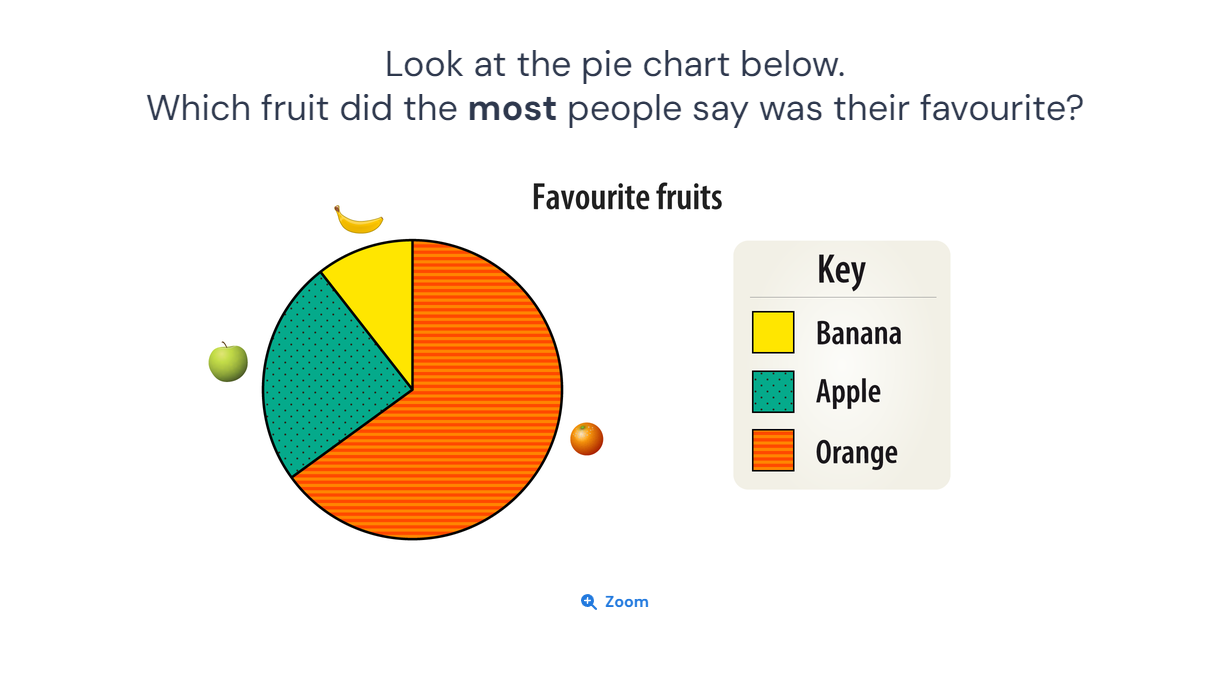 Look at the pie chart below.
Which fruit did the most people say was their favourite?
Favourite fruits
Key
Banana
Apple
Orange
Zoom